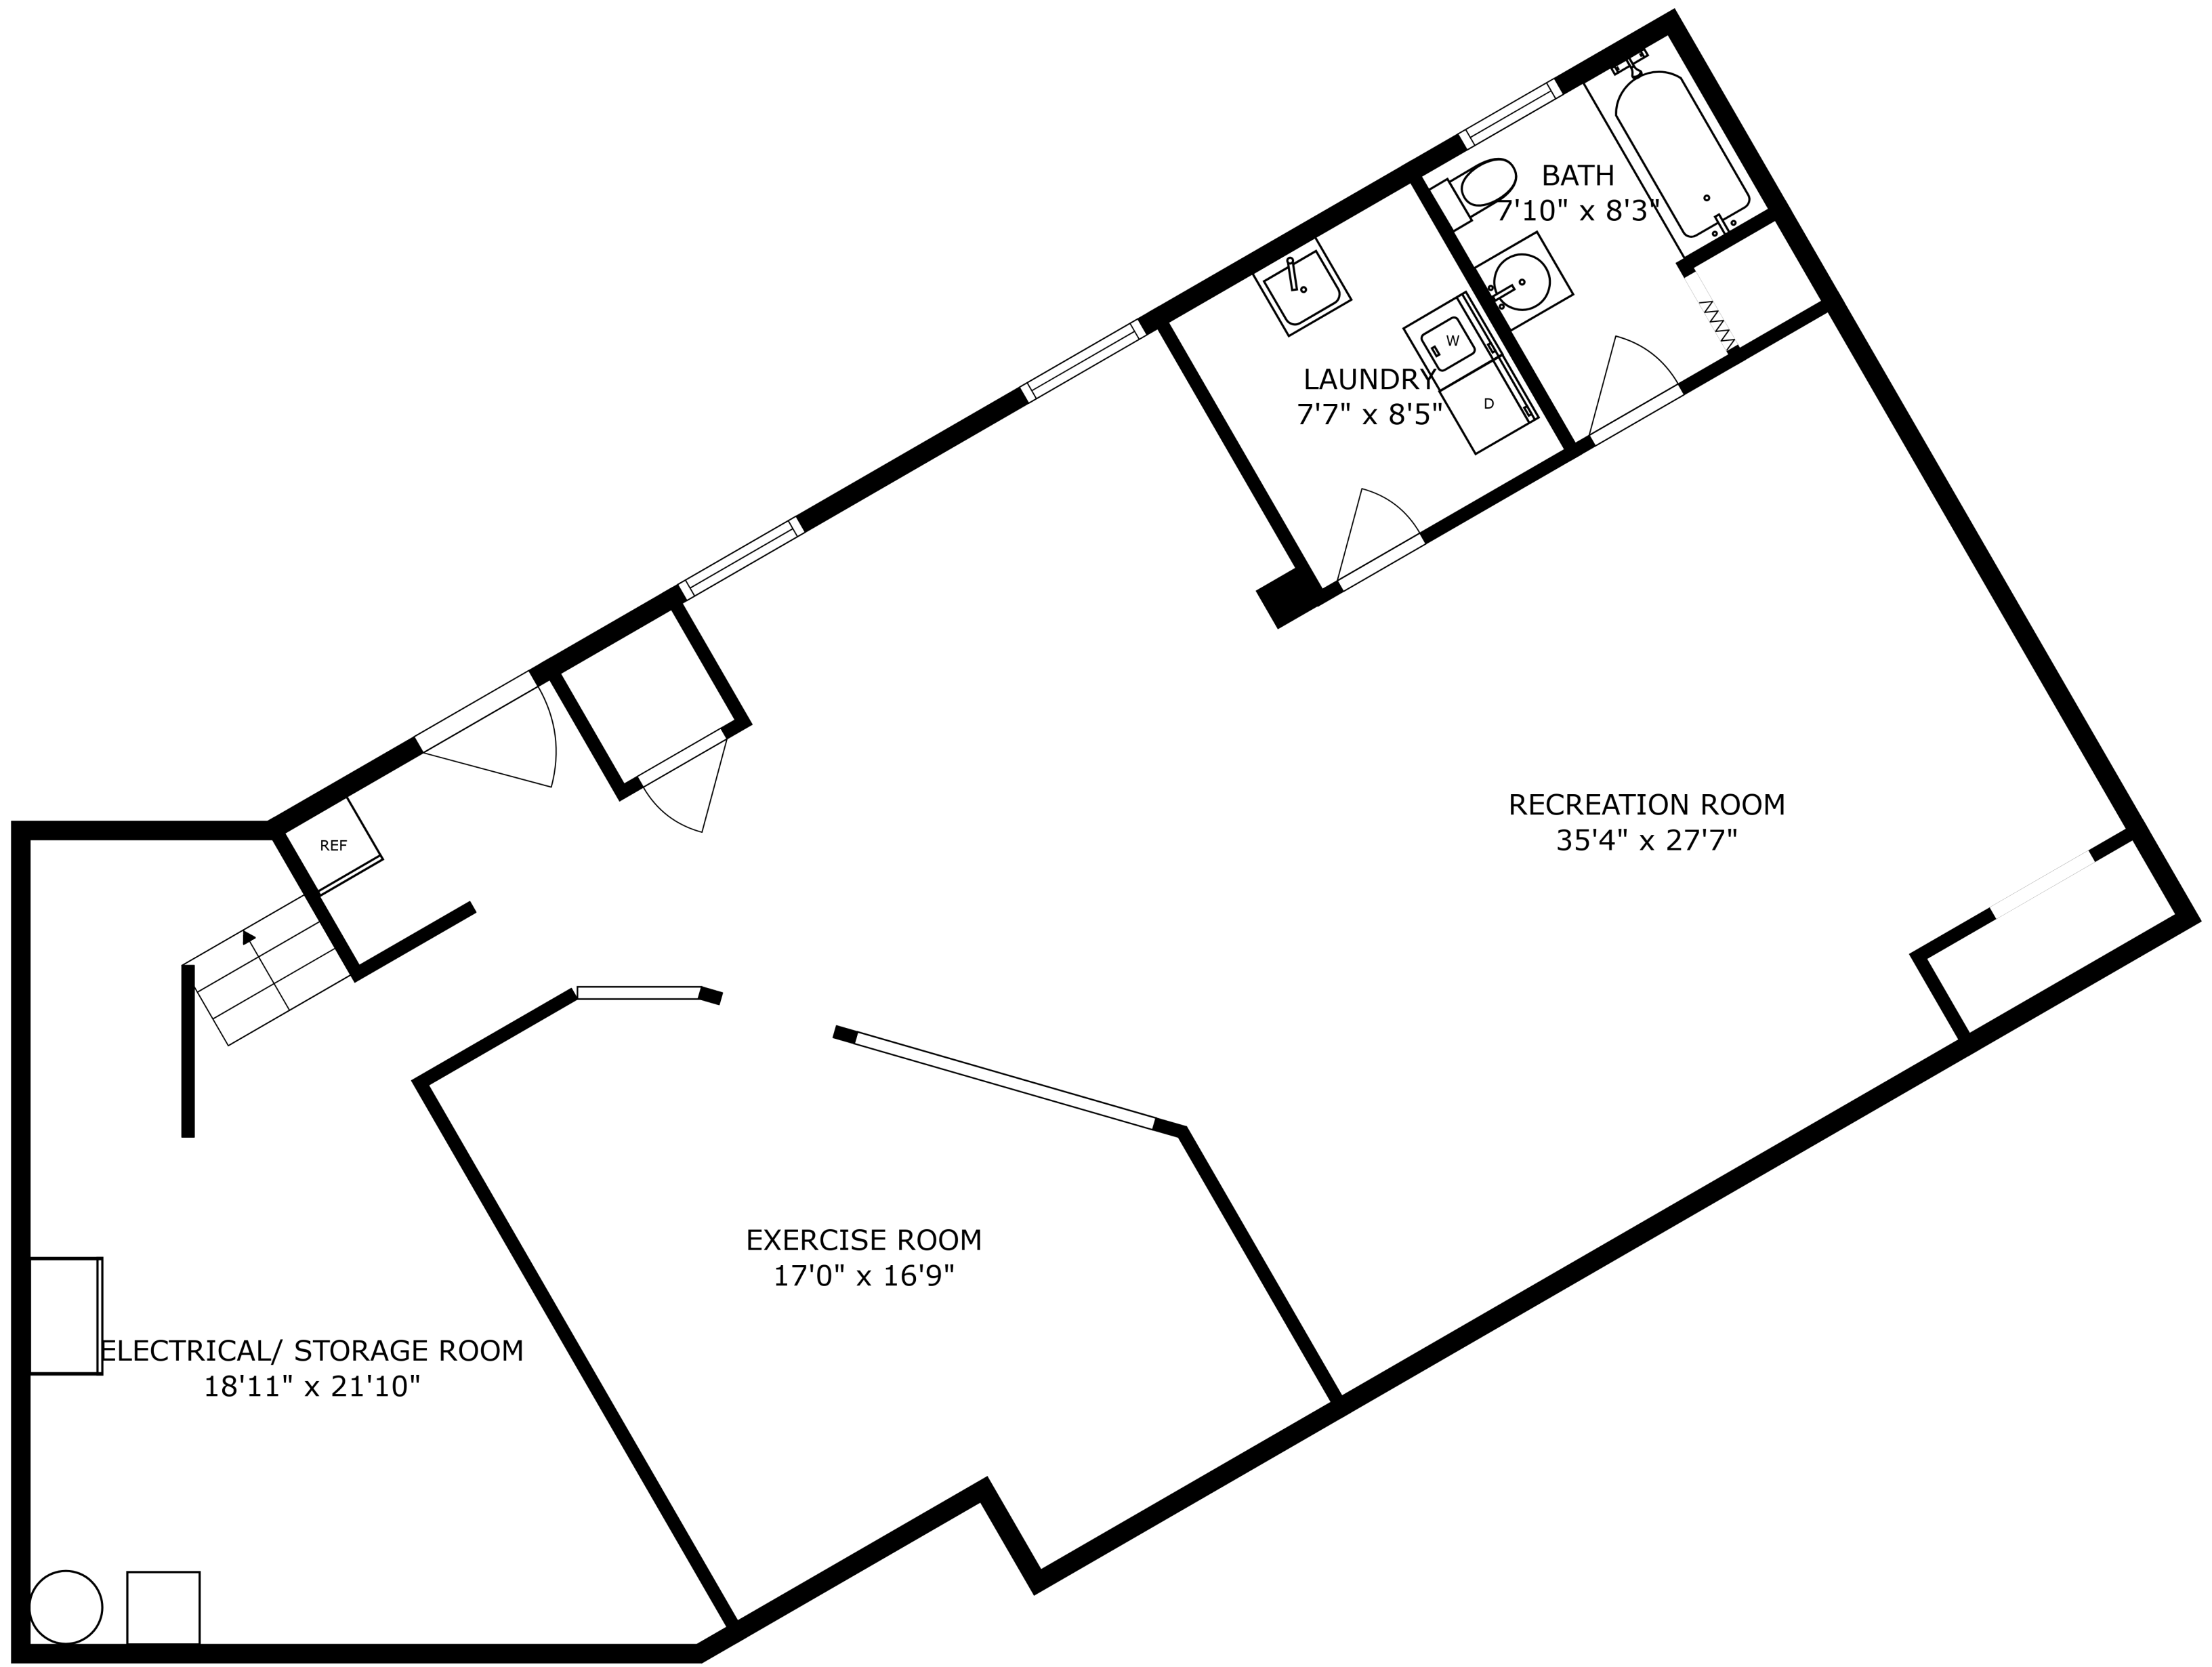 BATH
7'10" x 8'3"
W
LAUNDRY
7'7" x 8'5"
D
RECREATION ROOM
35'4" x 27'7"
REF
EXERCISE ROOM
17'0" x 16'9"
ELECTRICAL/ STORAGE ROOM
18'11" x 21'10"